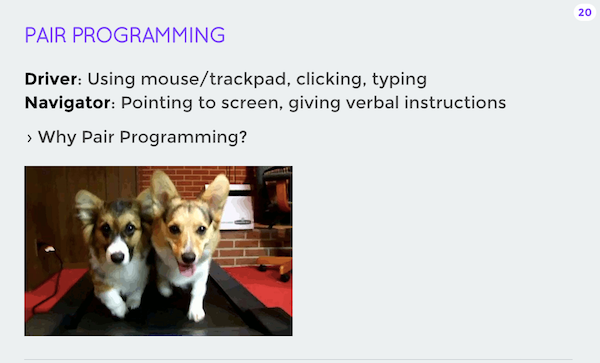 20
PAIR PROGRAMMING
Driver: Using mouse/trackpad, clicking, typing
Navigator: Pointing to screen, giving verbal instructions
› Why Pair Programming?